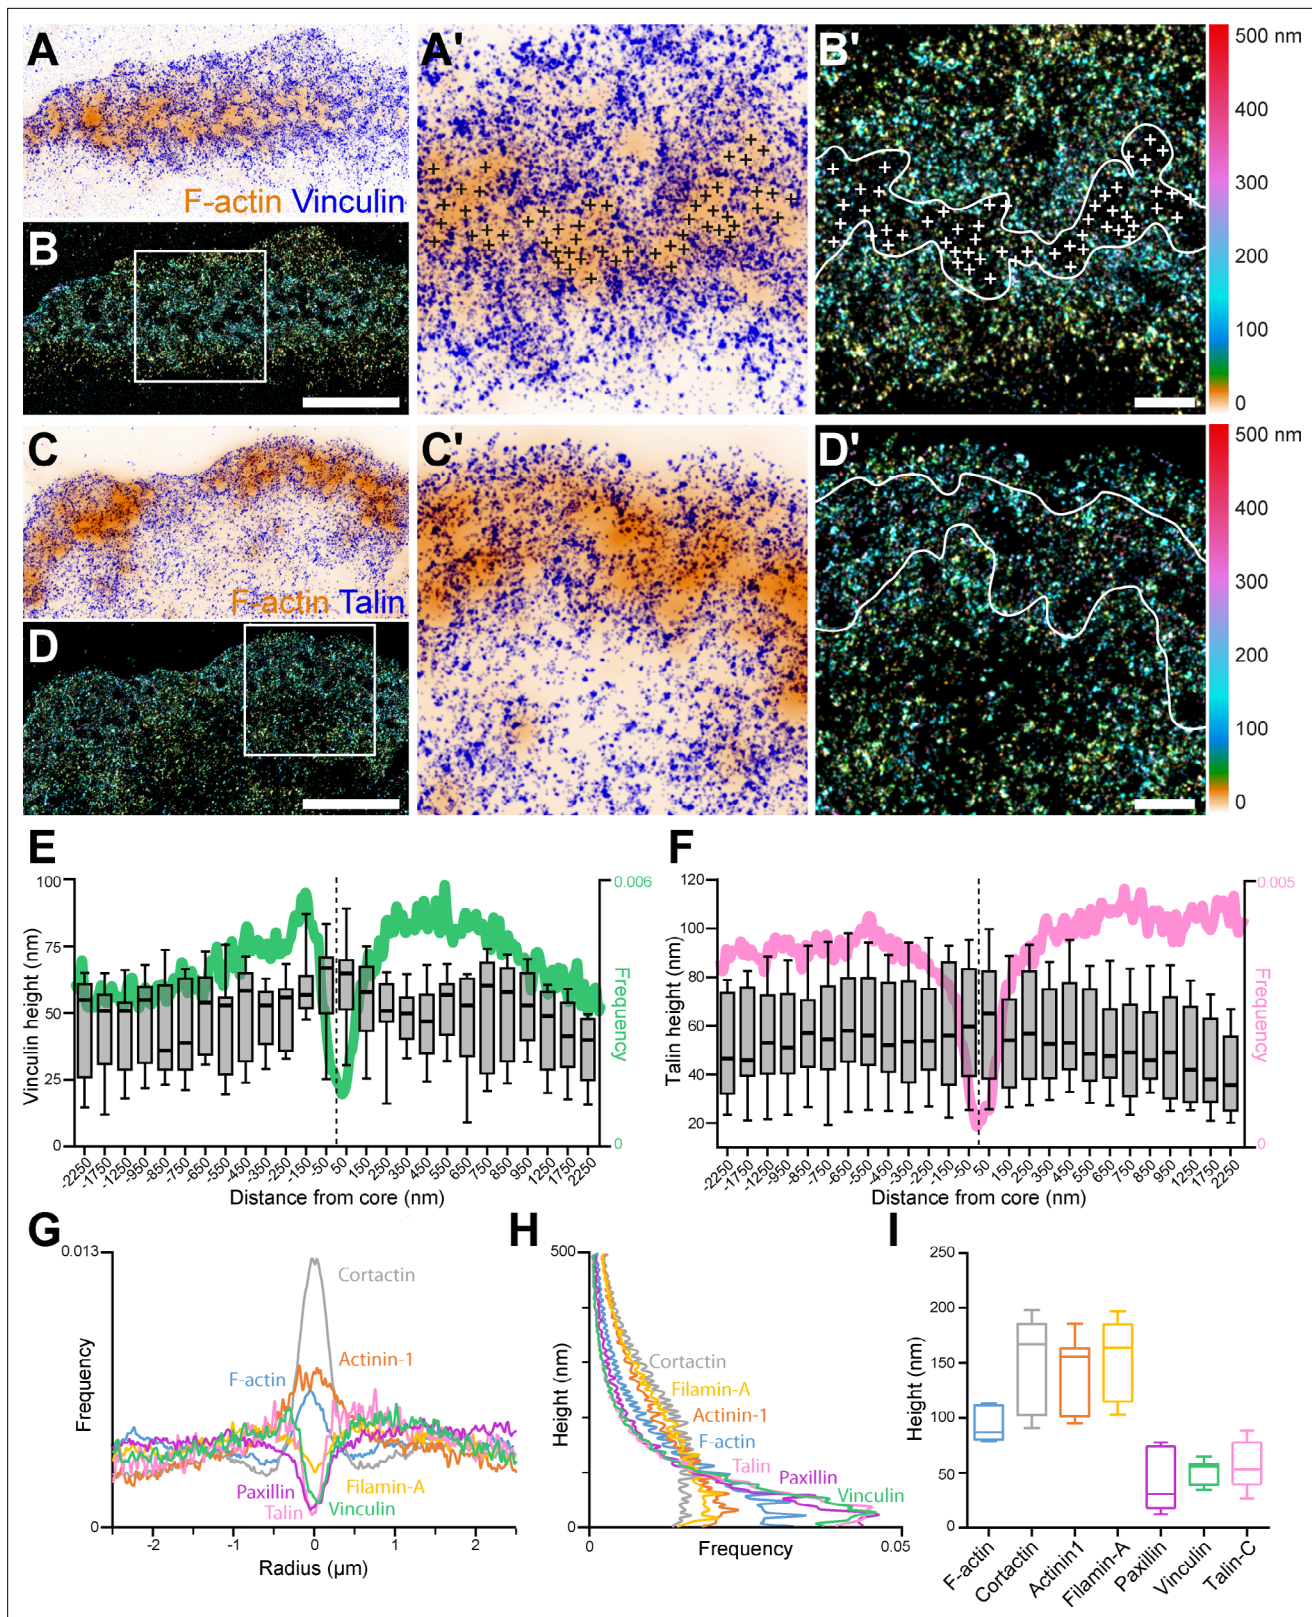 A
F-actin Vinculin
A'
B'
500 nm
400
300
200
100
0
B
C
F-actin Talin
C'
D'
500 nm
400
300
200
100
0
D
E
Vinculin height (nm)
100
75
50
25
0
0.006
Frequency
0
-2250 -1750 -1250 -950 -850 -750 -650 -550 -450 -350 -250 -150 -50 50 150 250 350 450 550 650 750 850 950 1250 1750 2250
Distance from core (nm)
F
Talin height (nm)
120
100
80
60
40
20
0.005
Frequency
0
-2250 -1750 -1250 -950 -850 -750 -650 -550 -450 -350 -250 -150 -50 50 150 250 350 450 550 650 750 850 950 1250 1750 2250
Distance from core (nm)
G
0.013
Frequency
0
Cortactin
Actinin-1
F-actin
Filamin-A
Paxillin
Talin
Vinculin
-2 -1 0 1 2
Radius (µm)
H
500
Height (nm)
0
Cortactin
Filamin-A
Actinin-1
F-actin
Talin
Paxillin
Vinculin
0 0.05
Frequency
I
Height (nm)
250
200
150
100
50
0
F-actin
Cortactin
Actinin1
Filamin-A
Paxillin
Vinculin
Talin-C